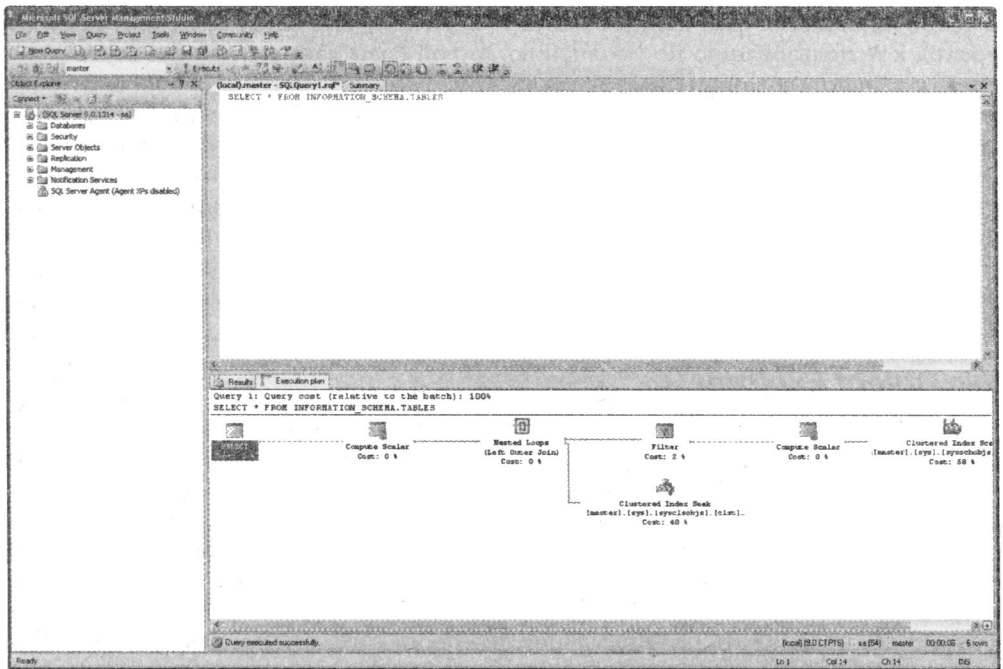 Microsoft SQL Server Management Studio
File Edit View Query Project Tools Window Community Help
New Query
master Execute
Object Explorer
(local).master - SQLQuery1.sql* Summary
Connect
SELECT * FROM INFORMATION_SCHEMA.TABLES
. (SQL Server 9.0.1314 - sa)
Databases
Security
Server Objects
Replication
Management
Notification Services
SQL Server Agent (Agent XPs disabled)
Results Execution plan
Query 1: Query cost (relative to the batch): 100%
SELECT * FROM INFORMATION_SCHEMA.TABLES
SELECT
Compute Scalar
Cost: 0 %
Nested Loops
(Left Outer Join)
Cost: 0 %
Filter
Cost: 2 %
Compute Scalar
Cost: 0 %
Clustered Index Sca
.[master].[sys].[sysschobjs
Cost: 58 %
Clustered Index Seek
[master].[sys].[sysclsobjs].[clst]…
Cost: 40 %
Query executed successfully.
(local) (9.0 CTP15) sa (54) master 00:00:06 6 rows
Ready
Ln 1 Col 14 Ch 14 INS